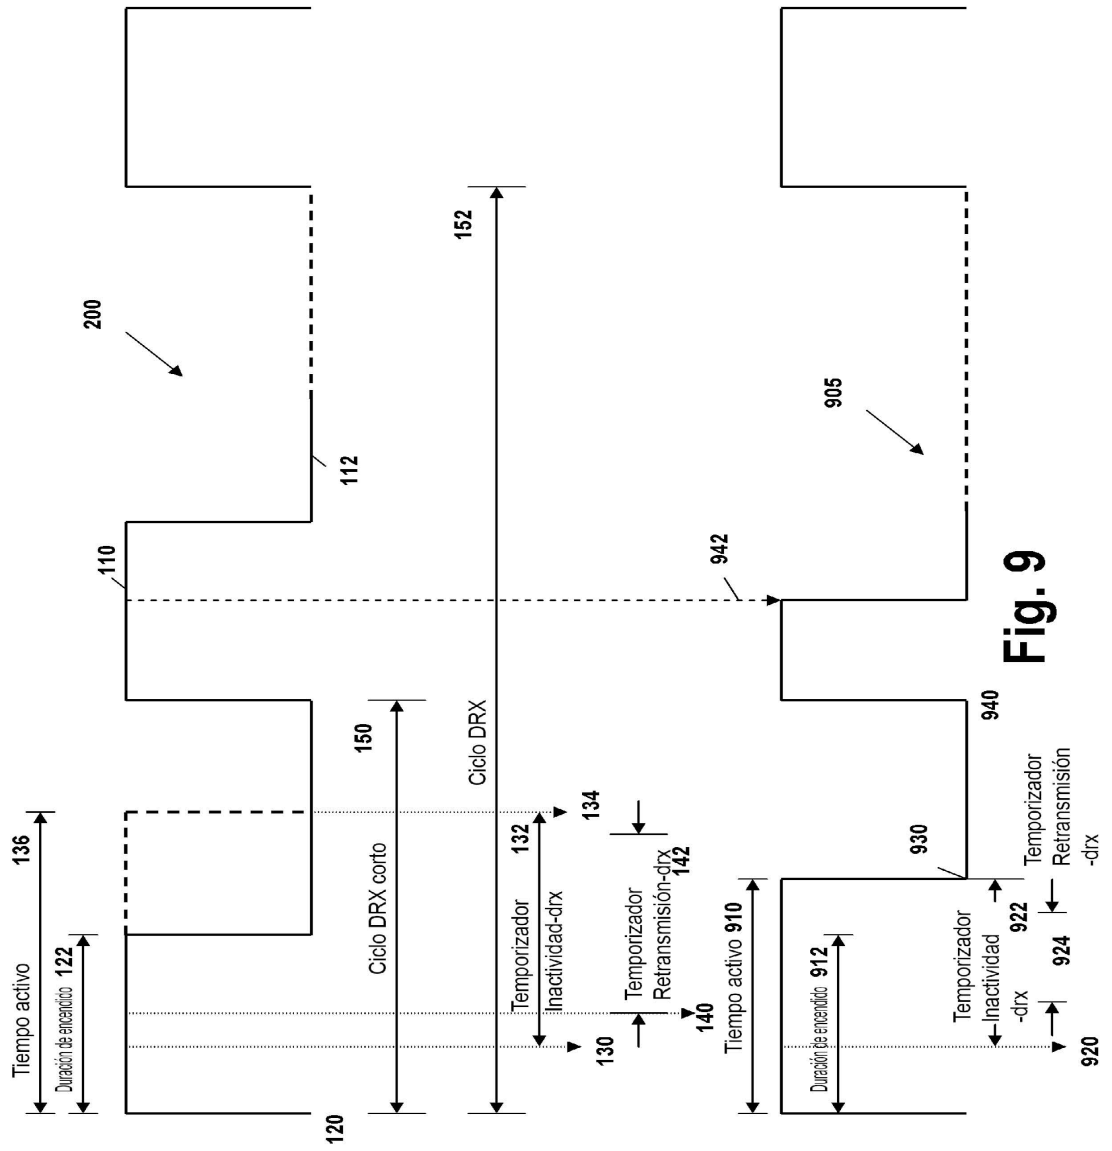 Tiempo activo
136
Duración de encendido
122
120
130
140
Temporizador
Inactividad-drx
132
134
Temporizador
Retransmisión-drx
142
Ciclo DRX corto
150
Ciclo DRX
152
110
112
200
Tiempo activo 910
Duración de encendido 912
920
Temporizador
Inactividad
-drx
922
924
Temporizador
Retransmisión
-drx
930
940
942
905
Fig. 9